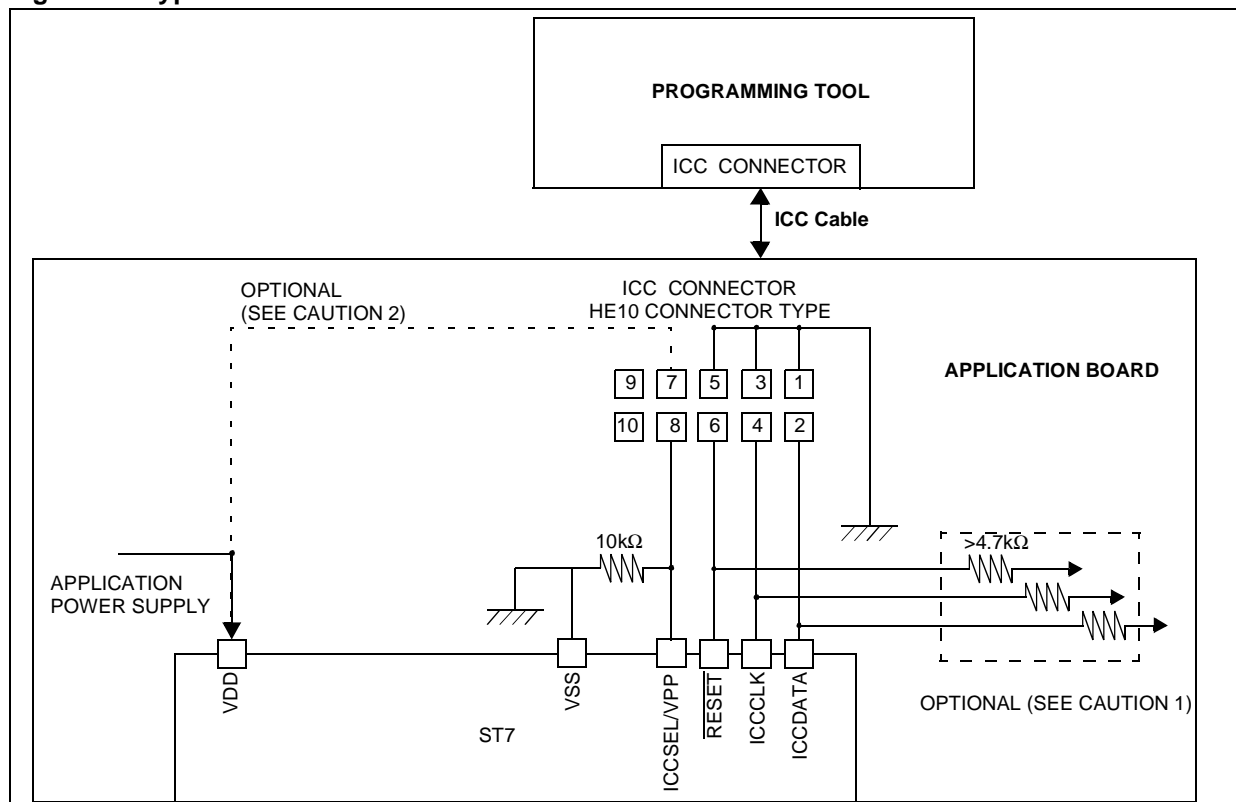 PROGRAMMING TOOL
ICC CONNECTOR
ICC Cable
OPTIONAL
(SEE CAUTION 2)
ICC CONNECTOR
HE10 CONNECTOR TYPE
APPLICATION BOARD
9 7 5 3 1
10 8 6 4 2
10kΩ
>4.7kΩ
APPLICATION
POWER SUPPLY
VDD
VSS
ICCSEL/VPP
RESET
ICCCLK
ICCDATA
OPTIONAL (SEE CAUTION 1)
ST7